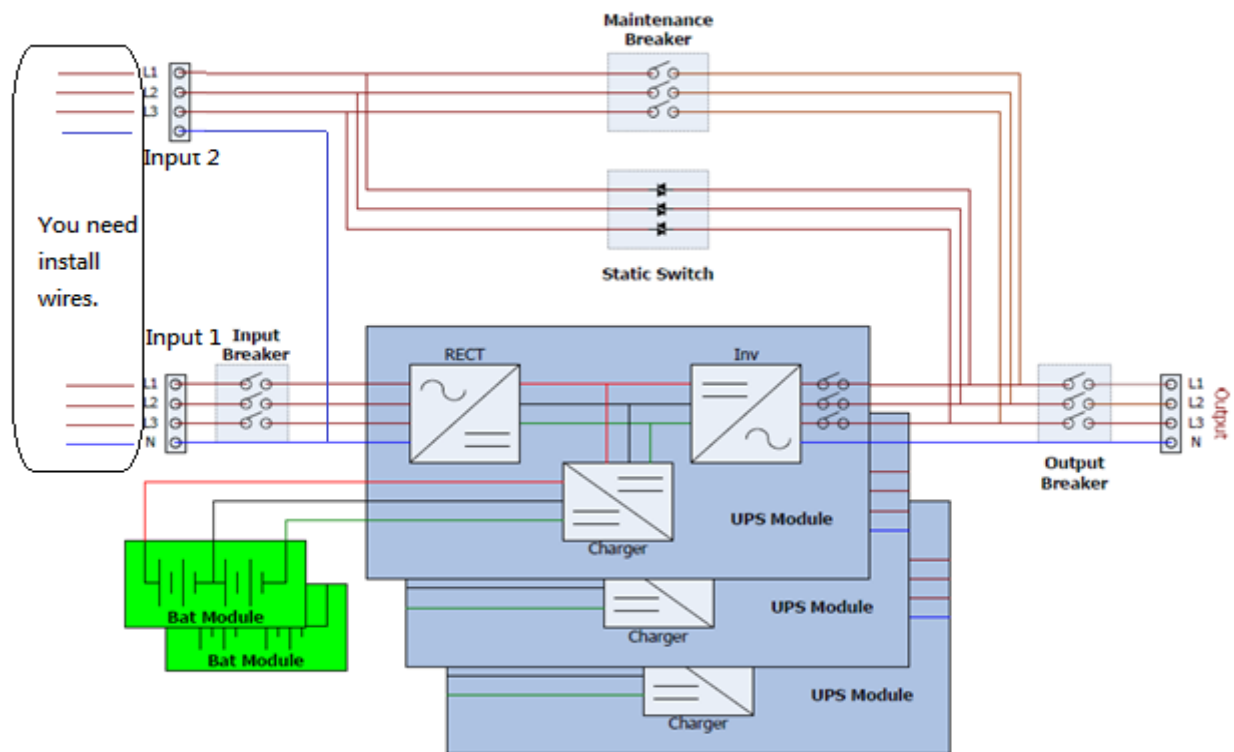 Maintenance
Breaker
L1
L2
L3
Input 2
You need
install
wires.
Static Switch
Input 1
Input
Breaker
RECT
Inv
L1
L2
L3
N
L1
L2
L3
N
Output
Output
Breaker
UPS Module
Charger
Bat Module
UPS Module
Charger
Bat Module
UPS Module
Charger